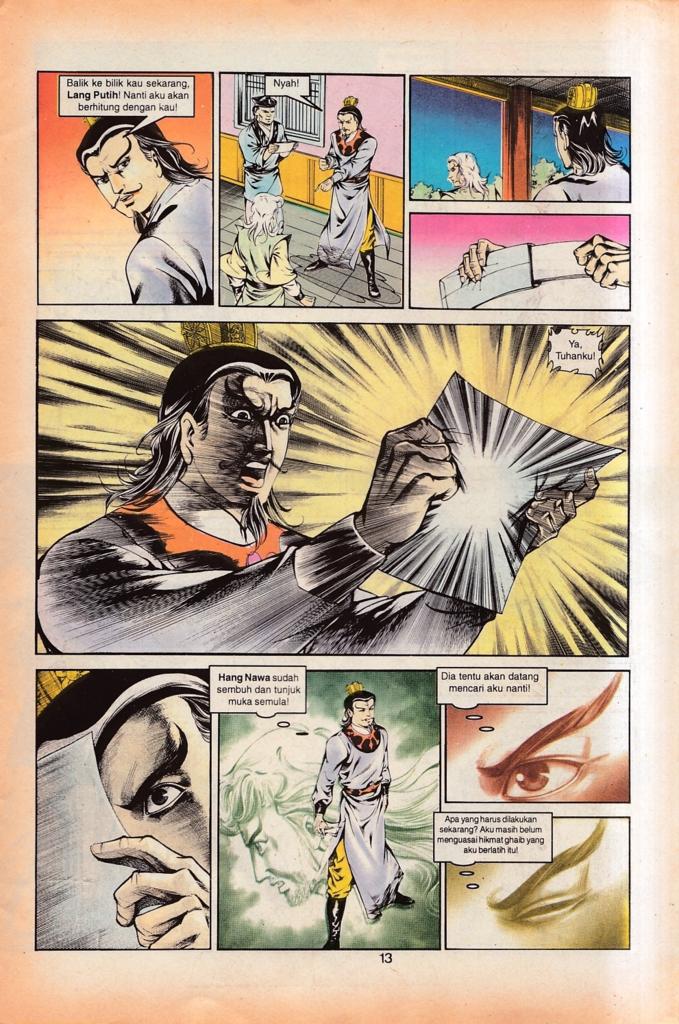 Balik ke bilik kau sekarang,
Lang Putih! Nanti aku akan
berhitung dengan kau!
Nyah!
Ya,
Tuhanku!
Hang Nawa sudah
sembuh dan tunjuk
muka semula!
Dia tentu akan datang
mencari aku nanti!
Apa yang harus dilakukan
sekarang? Aku masih belum
menguasai hikmat ghaib yang
aku berlatih itu!
13